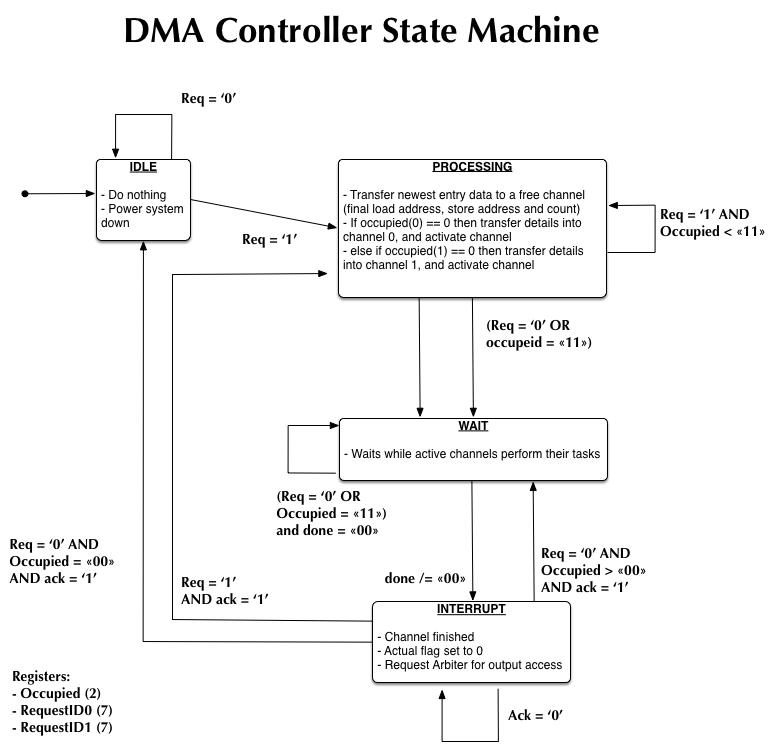 DMA Controller State Machine
Req = ‘0’
IDLE
- Do nothing
- Power system
down
Req = ‘1’
PROCESSING
- Transfer newest entry data to a free channel
(final load address, store address and count)
- If occupied(0) == 0 then transfer details into
channel 0, and activate channel
- else if occupied(1) == 0 then transfer details
into channel 1, and activate channel
Req = ‘1’ AND
Occupied < «11»
(Req = ‘0’ OR
occupeid = «11»)
WAIT
- Waits while active channels perform their tasks
(Req = ‘0’ OR
Occupied = «11»)
and done = «00»
Req = ‘0’ AND
Occupied = «00»
AND ack = ‘1’
Req = ‘1’
AND ack = ‘1’
done /= «00»
Req = ‘0’ AND
Occupied > «00»
AND ack = ‘1’
INTERRUPT
- Channel finished
- Actual flag set to 0
- Request Arbiter for output access
Ack = ‘0’
Registers:
- Occupied (2)
- RequestID0 (7)
- RequestID1 (7)